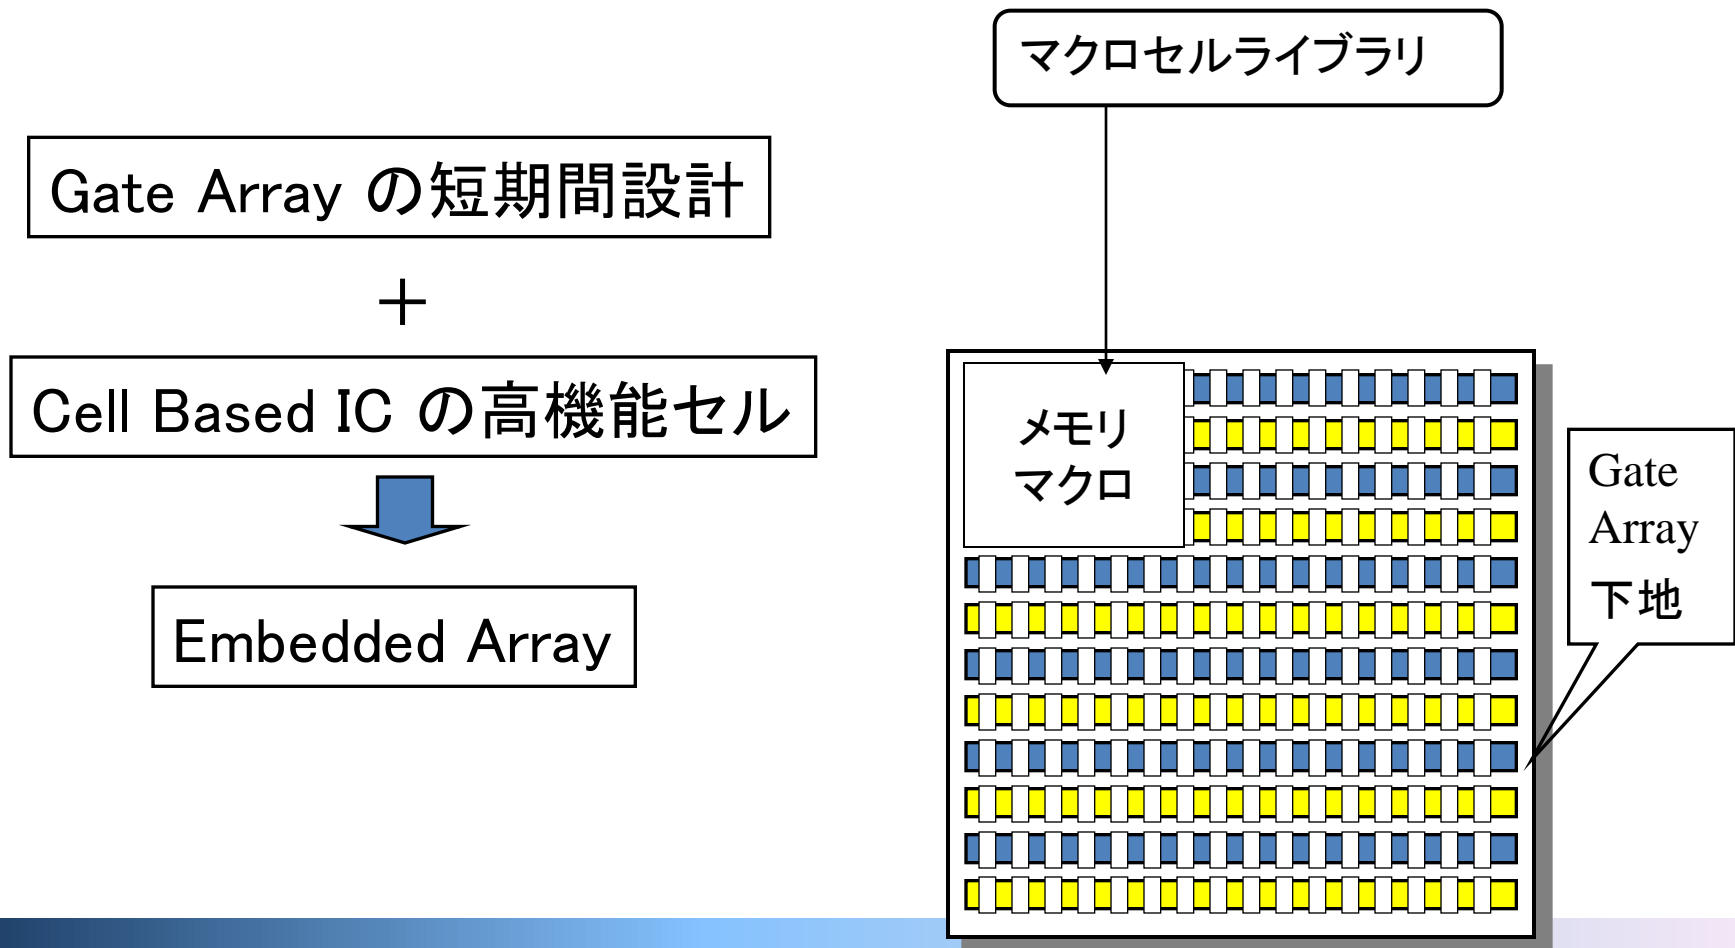 マクロセルライブラリ
Gate Array の短期間設計
＋
Cell Based IC の高機能セル
Embedded Array
メモリ
マクロ
Gate
Array
下地